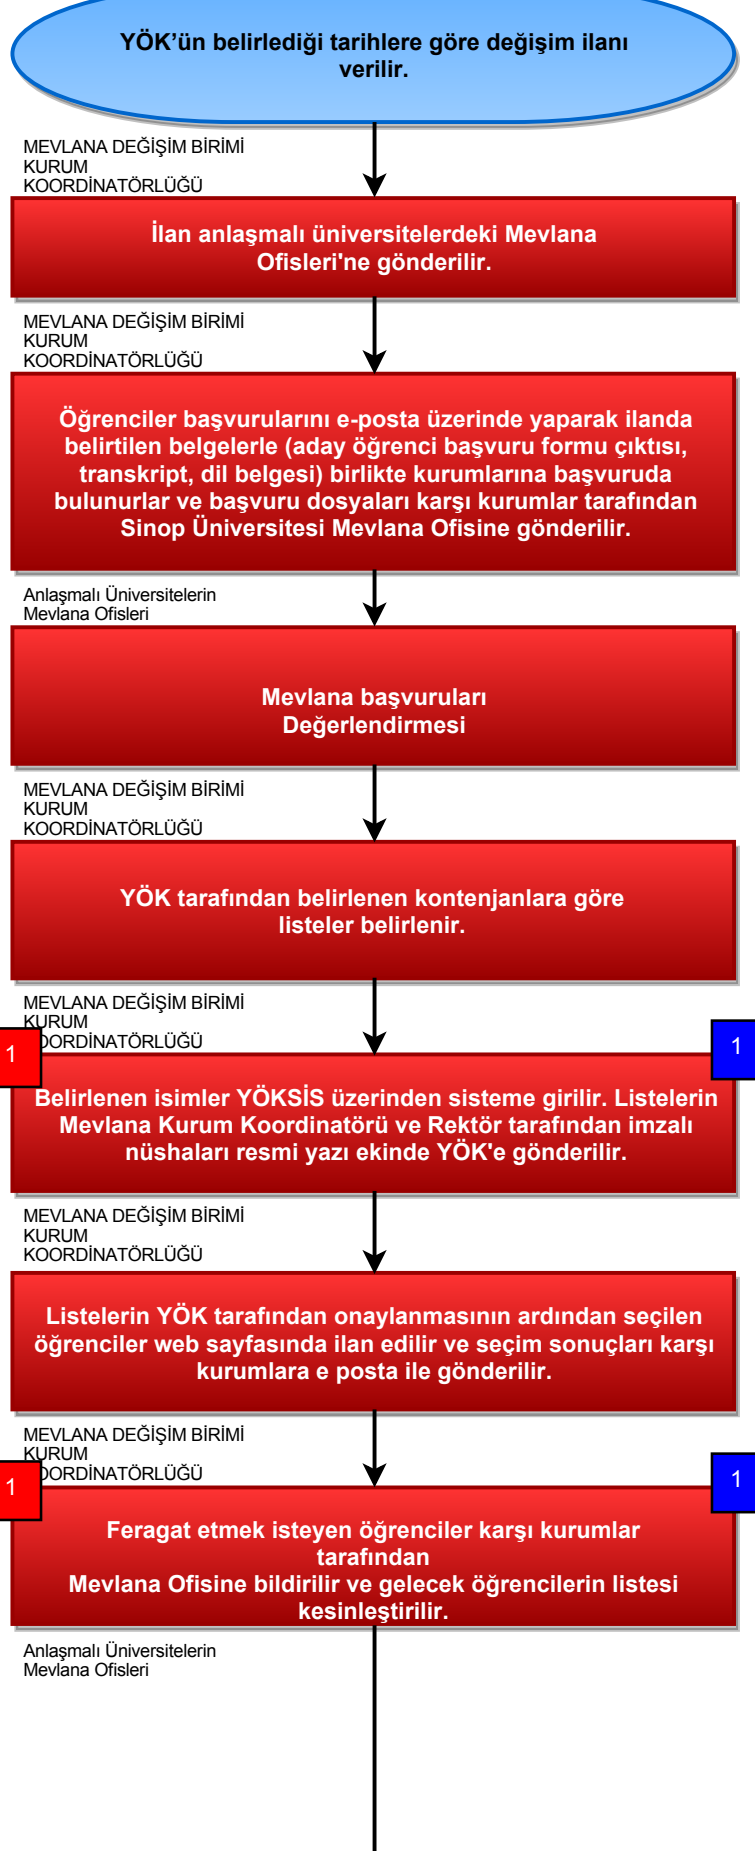 YÖK’ün belirlediği tarihlere göre değişim ilanı
verilir.
MEVLANA DEĞİŞİM BİRİMİ
KURUM
KOORDİNATÖRLÜĞÜ
İlan anlaşmalı üniversitelerdeki Mevlana
Ofisleri'ne gönderilir.
MEVLANA DEĞİŞİM BİRİMİ
KURUM
KOORDİNATÖRLÜĞÜ
Öğrenciler başvurularını e-posta üzerinde yaparak ilanda
belirtilen belgelerle (aday öğrenci başvuru formu çıktısı,
transkript, dil belgesi) birlikte kurumlarına başvuruda
bulunurlar ve başvuru dosyaları karşı kurumlar tarafından
Sinop Üniversitesi Mevlana Ofisine gönderilir.
Anlaşmalı Üniversitelerin
Mevlana Ofisleri
Mevlana başvuruları
Değerlendirmesi
MEVLANA DEĞİŞİM BİRİMİ
KURUM
KOORDİNATÖRLÜĞÜ
YÖK tarafından belirlenen kontenjanlara göre
listeler belirlenir.
MEVLANA DEĞİŞİM BİRİMİ
KURUM
KOORDİNATÖRLÜĞÜ
1
1
Belirlenen isimler YÖKSİS üzerinden sisteme girilir. Listelerin
Mevlana Kurum Koordinatörü ve Rektör tarafından imzalı
nüshaları resmi yazı ekinde YÖK'e gönderilir.
MEVLANA DEĞİŞİM BİRİMİ
KURUM
KOORDİNATÖRLÜĞÜ
Listelerin YÖK tarafından onaylanmasının ardından seçilen
öğrenciler web sayfasında ilan edilir ve seçim sonuçları karşı
kurumlara e posta ile gönderilir.
MEVLANA DEĞİŞİM BİRİMİ
KURUM
KOORDİNATÖRLÜĞÜ
1
1
Feragat etmek isteyen öğrenciler karşı kurumlar
tarafından
Mevlana Ofisine bildirilir ve gelecek öğrencilerin listesi
kesinleştirilir.
Anlaşmalı Üniversitelerin
Mevlana Ofisleri